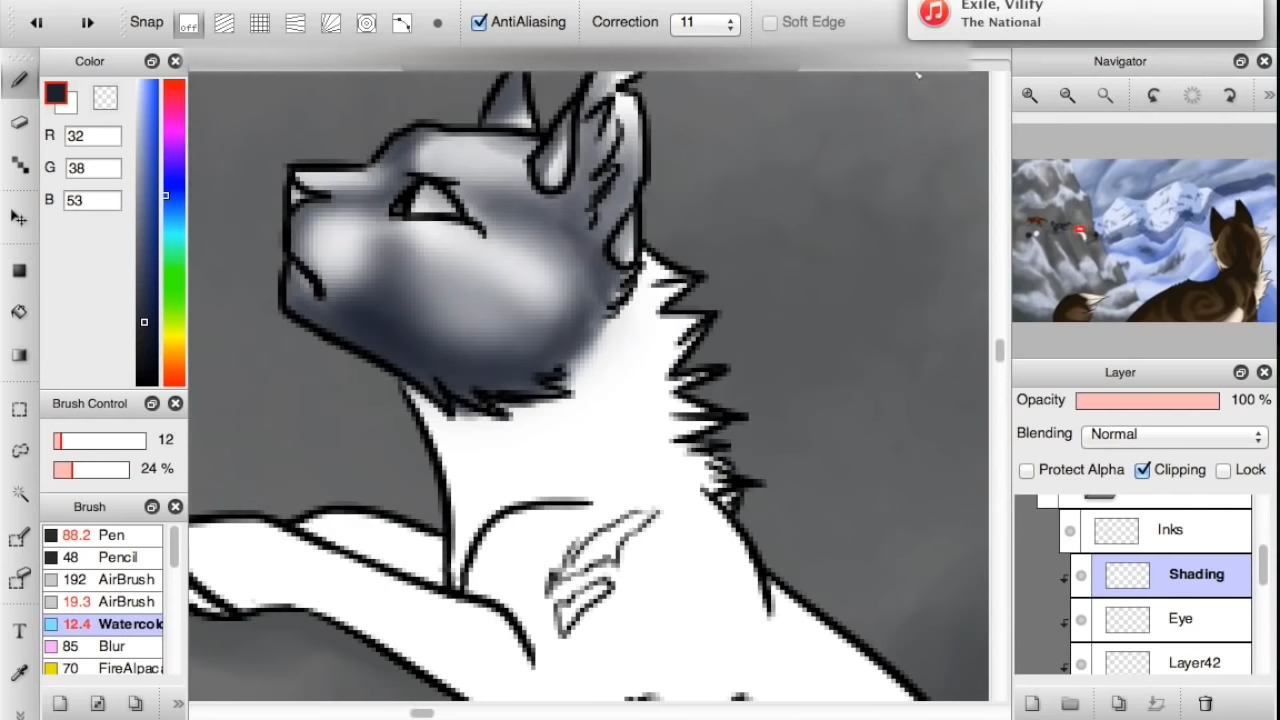 Snap
off
AntiAliasing
Correction
11
Soft Edge
Exile, Vilify
The National
Color
R 32
G 38
B 53
Brush Control
12
24 %
Brush
88.2 Pen
48 Pencil
192 AirBrush
19.3 AirBrush
12.4
85 Blur
70 FireAlpac
T
Navigator
Layer
Opacity 100 %
Blending Normal
Protect Alpha Clipping Lock
Inks
Shading
Eye
Layer42